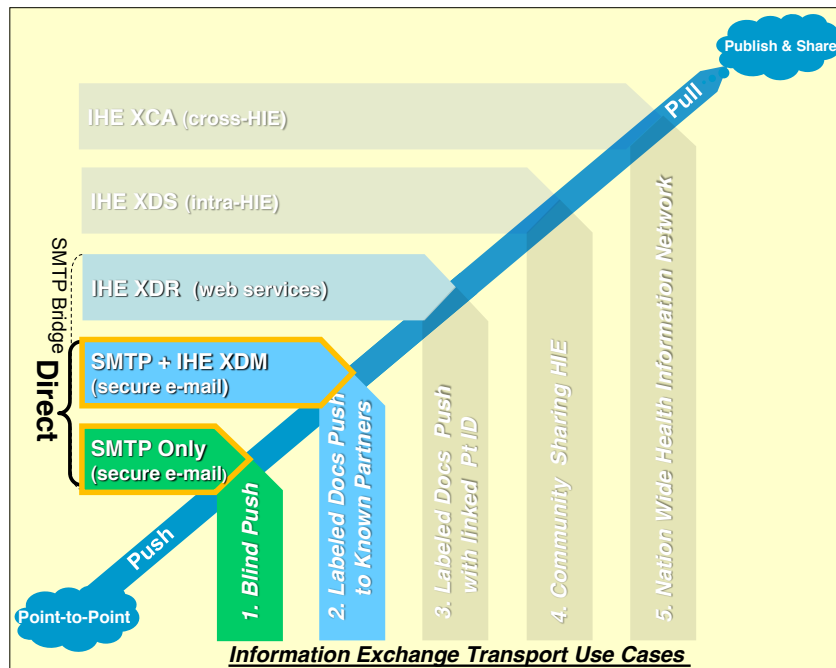 Publish & Share
Pull
IHE XCA (cross-HIE)
IHE XDS (intra-HIE)
IHE XDR (web services)
SMTP Bridge
Direct
SMTP + IHE XDM
(secure e-mail)
SMTP Only
(secure e-mail)
Push
Point-to-Point
1. Blind Push
2. Labeled Docs Push
to Known Partners
3. Labeled Docs Push
with linked Pt ID
4. Community Sharing HIE
5. Nation Wide Health Information Network
Information Exchange Transport Use Cases